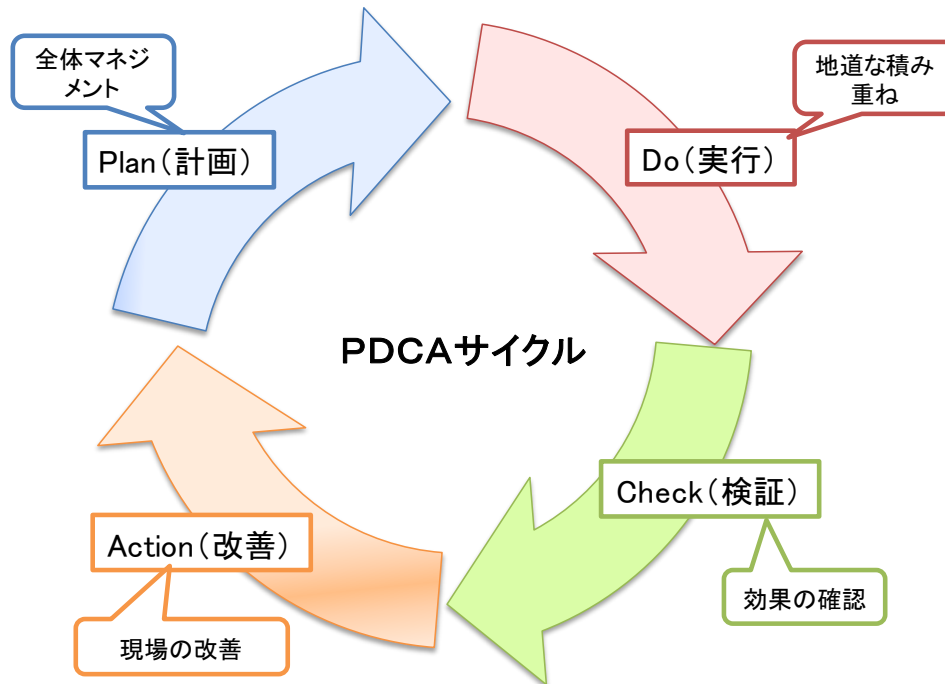 全体マネジ
メント
Plan（計画）
地道な積み
重ね
Do（実行）
PDCAサイクル
Check（検証）
効果の確認
Action（改善）
現場の改善